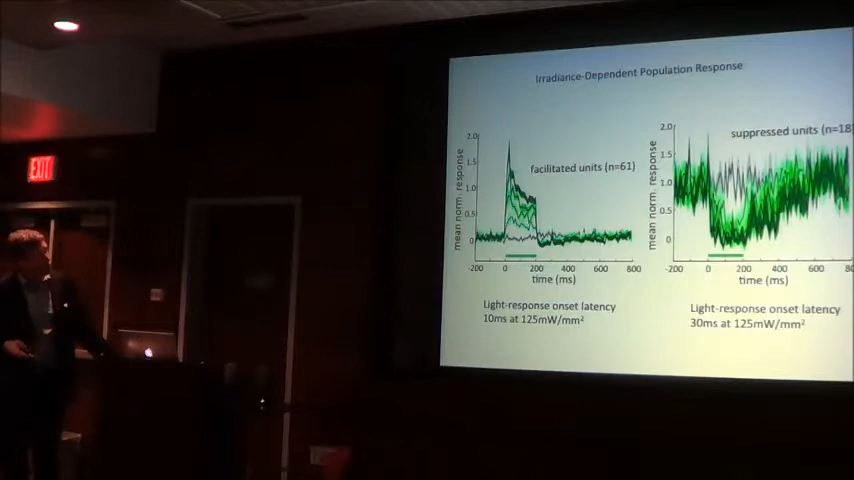 Irradiance-Dependent Population Response
EXIT
mean norm. response
2.0
1.5
1.0
0.5
0
facilitated units (n=61)
-200 0 200 400 600 800
time (ms)
Light-response onset latency
10ms at 125mW/mm²
mean norm. response
2.0
1.5
1.0
0.5
0
suppressed units (n=18
-200 0 200 400 600 80
time (ms)
Light-response onset latency
30ms at 125mW/mm²